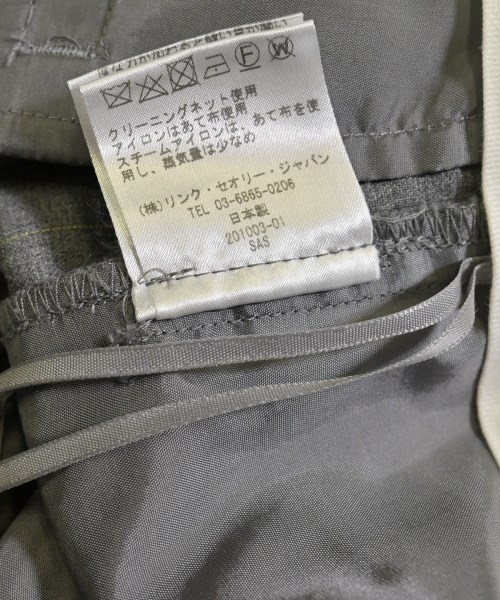 クリーニングネット使用
アイロンはあて布使用
スチームアイロンは、あて布を使
用し、蒸気量は少なめ
(株)リンク・セオリー・ジャパン
TEL 03-6865-0206
日本製
201003-01
SAS